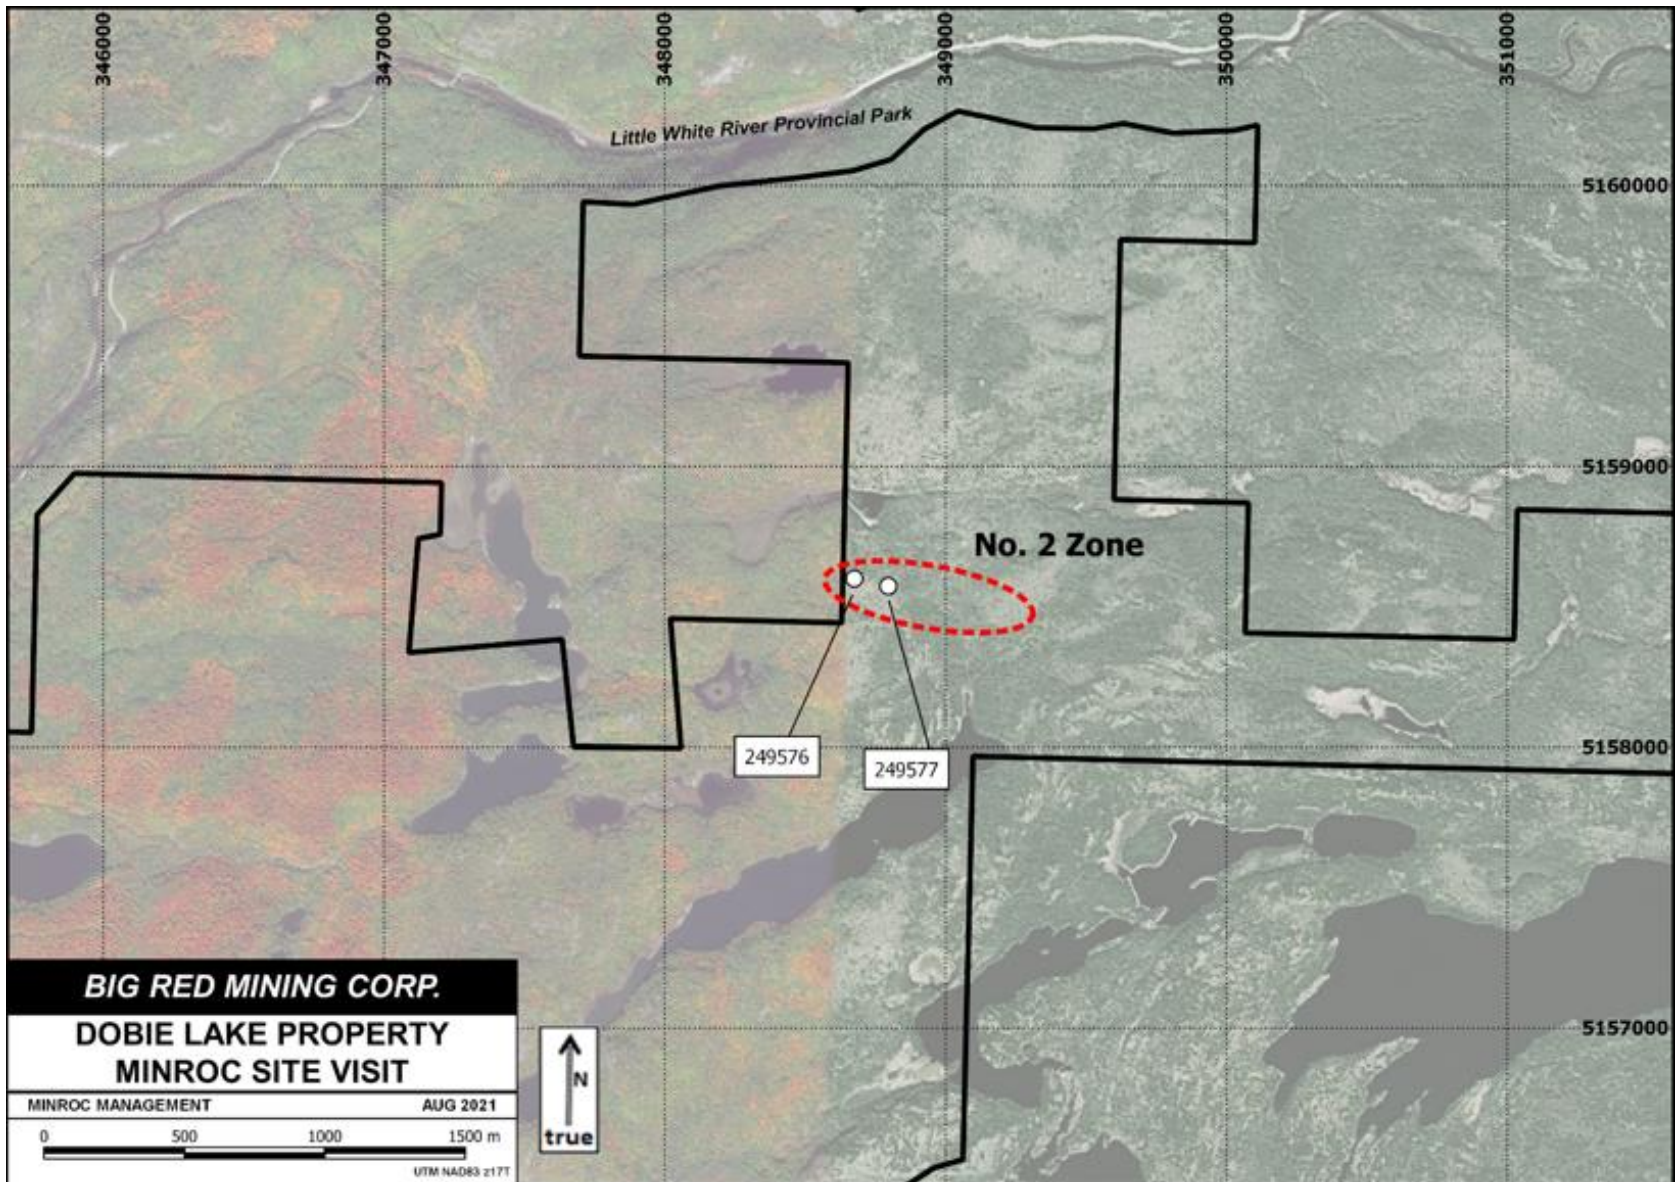 346000
347000
348000
349000
350000
351000
Little White River Provincial Park
5160000
5159000
No. 2 Zone
249576
249577
5158000
5157000
BIG RED MINING CORP.
DOBIE LAKE PROPERTY
MINROC SITE VISIT
MINROC MANAGEMENT AUG 2021
0 500 1000 1500 m
UTM NAD83 z17T
N
true